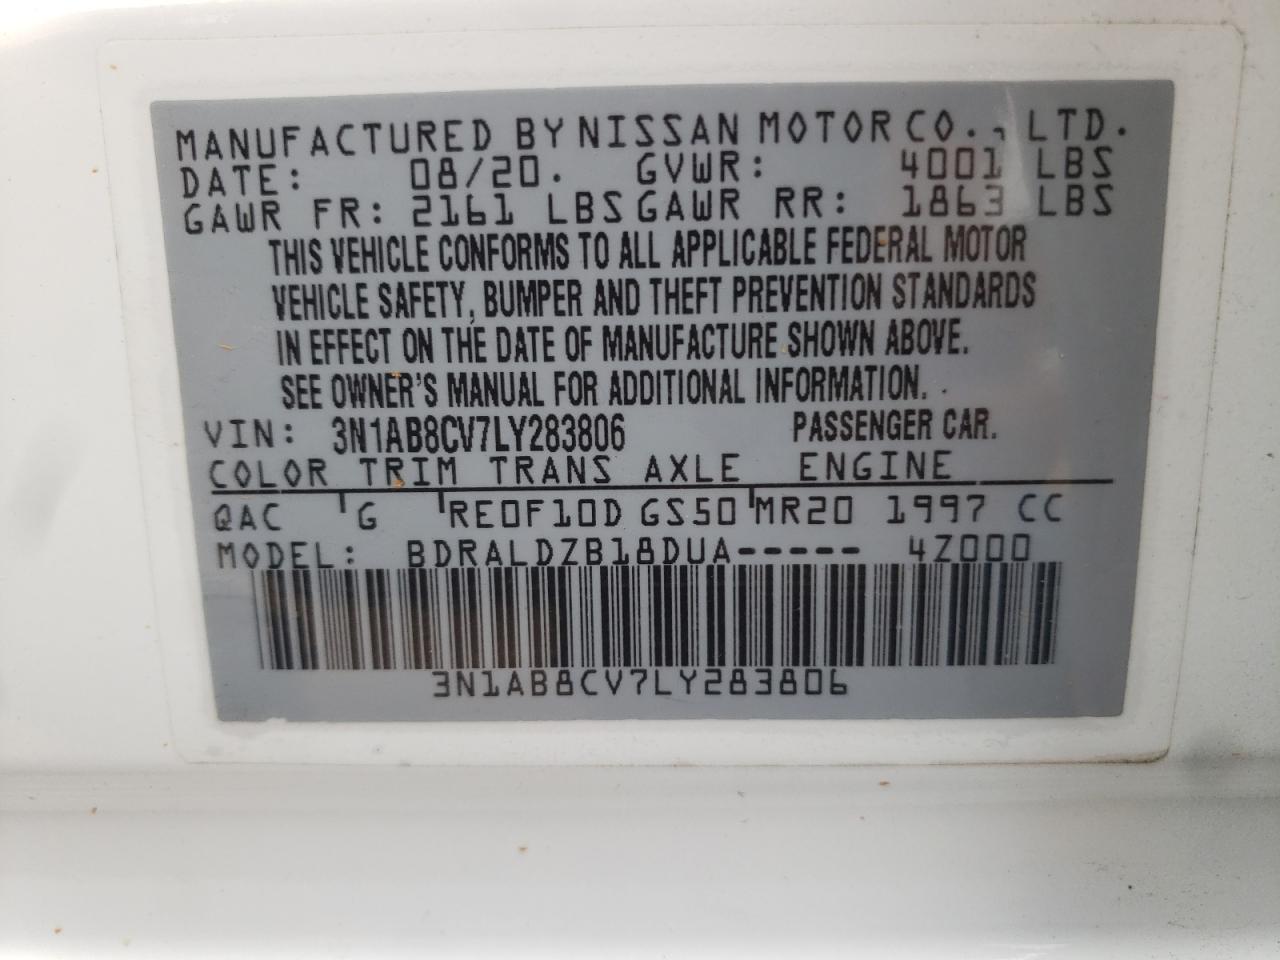 MANUFACTURED BY NISSAN MOTOR CO., LTD.
DATE: 08/20. GVWR: 4001 LBS
GAWR FR: 2161 LBS GAWR RR: 1863 LBS
THIS VEHICLE CONFORMS TO ALL APPLICABLE FEDERAL MOTOR
VEHICLE SAFETY, BUMPER AND THEFT PREVENTION STANDARDS
IN EFFECT ON THE DATE OF MANUFACTURE SHOWN ABOVE.
SEE OWNER'S MANUAL FOR ADDITIONAL INFORMATION.
VIN: 3N1AB8CV7LY283806 PASSENGER CAR.
COLOR TRIM TRANS AXLE ENGINE
QAC G RE0F10D GS50 MR20 1997 CC
MODEL: BDRALDZB18DUA----- 4Z000
3N1AB8CV7LY283806